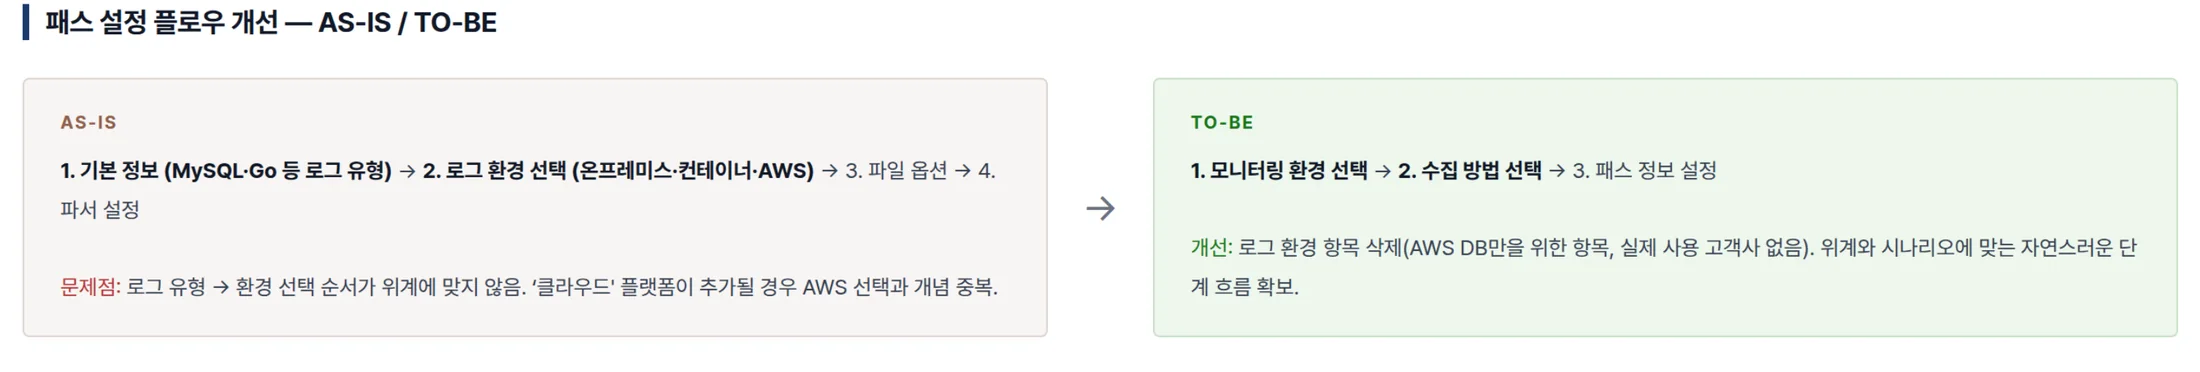 패스 설정 플로우 개선 — AS-IS / TO-BE
AS-IS
1. 기본 정보 (MySQL·Go 등 로그 유형) → 2. 로그 환경 선택 (온프레미스·컨테이너·AWS) → 3. 파일 옵션 → 4.
파서 설정
문제점: 로그 유형 → 환경 선택 순서가 위계에 맞지 않음. ‘클라우드' 플랫폼이 추가될 경우 AWS 선택과 개념 중복.
→
TO-BE
1. 모니터링 환경 선택 → 2. 수집 방법 선택 → 3. 패스 정보 설정
개선: 로그 환경 항목 삭제(AWS DB만을 위한 항목, 실제 사용 고객사 없음). 위계와 시나리오에 맞는 자연스러운 단
계 흐름 확보.